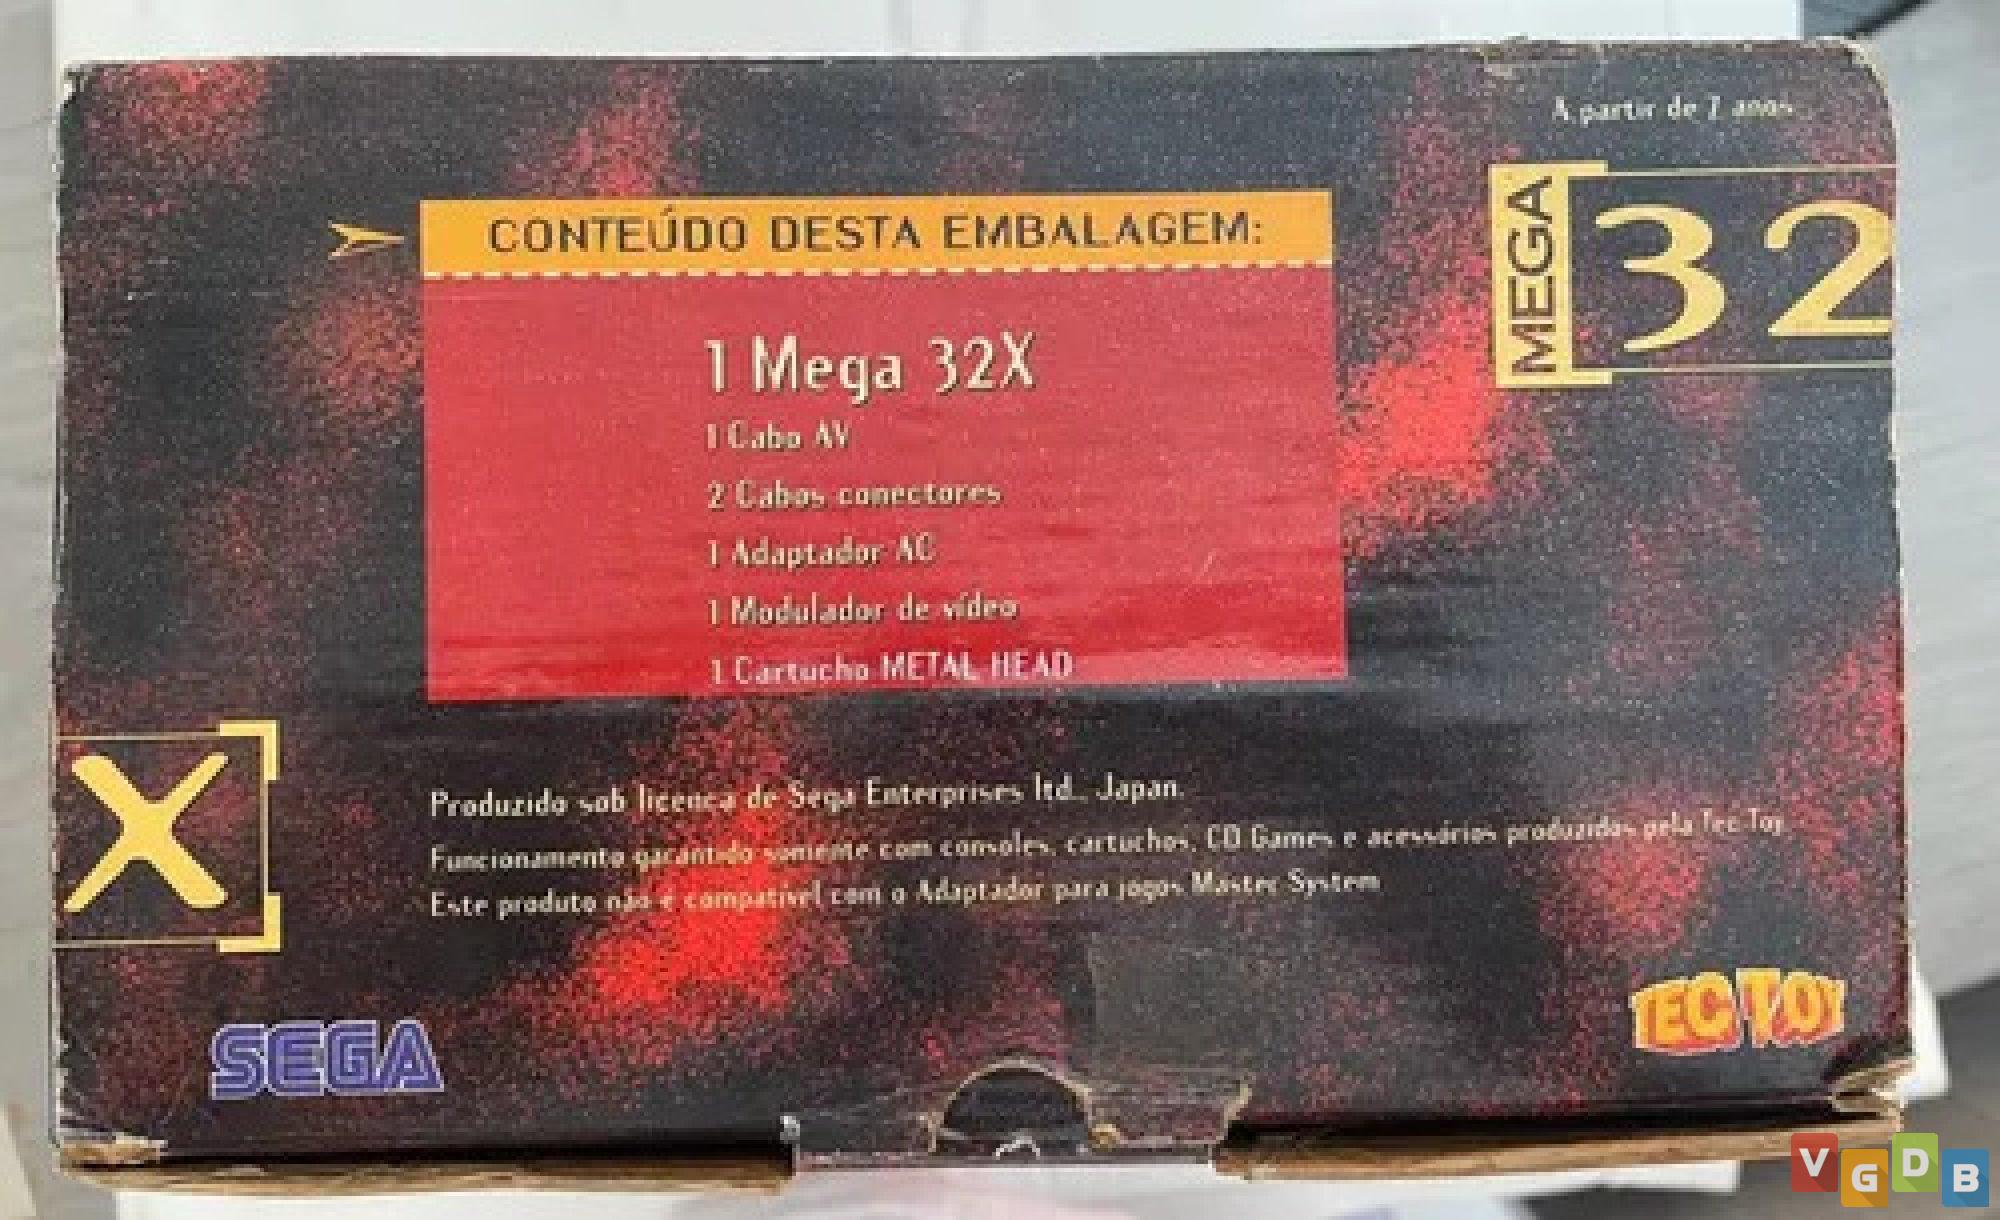 A partir de 7 anos
MEGA 32
CONTEÚDO DESTA EMBALAGEM:
1 Mega 32X
1 Cabo AV
2 Cabos conectores
1 Adaptador AC
1 Modulador de vídeo
1 Cartucho METAL HEAD
X
Produzido sob licença de Sega Enterprises ltd., Japan.
Funcionamento garantido somente com consoles, cartuchos, CD Games e acessórios produzidos pela Tec Toy
Este produto não é compatível com o Adaptador para jogos Master System
SEGA
TEC TOY
VGDB